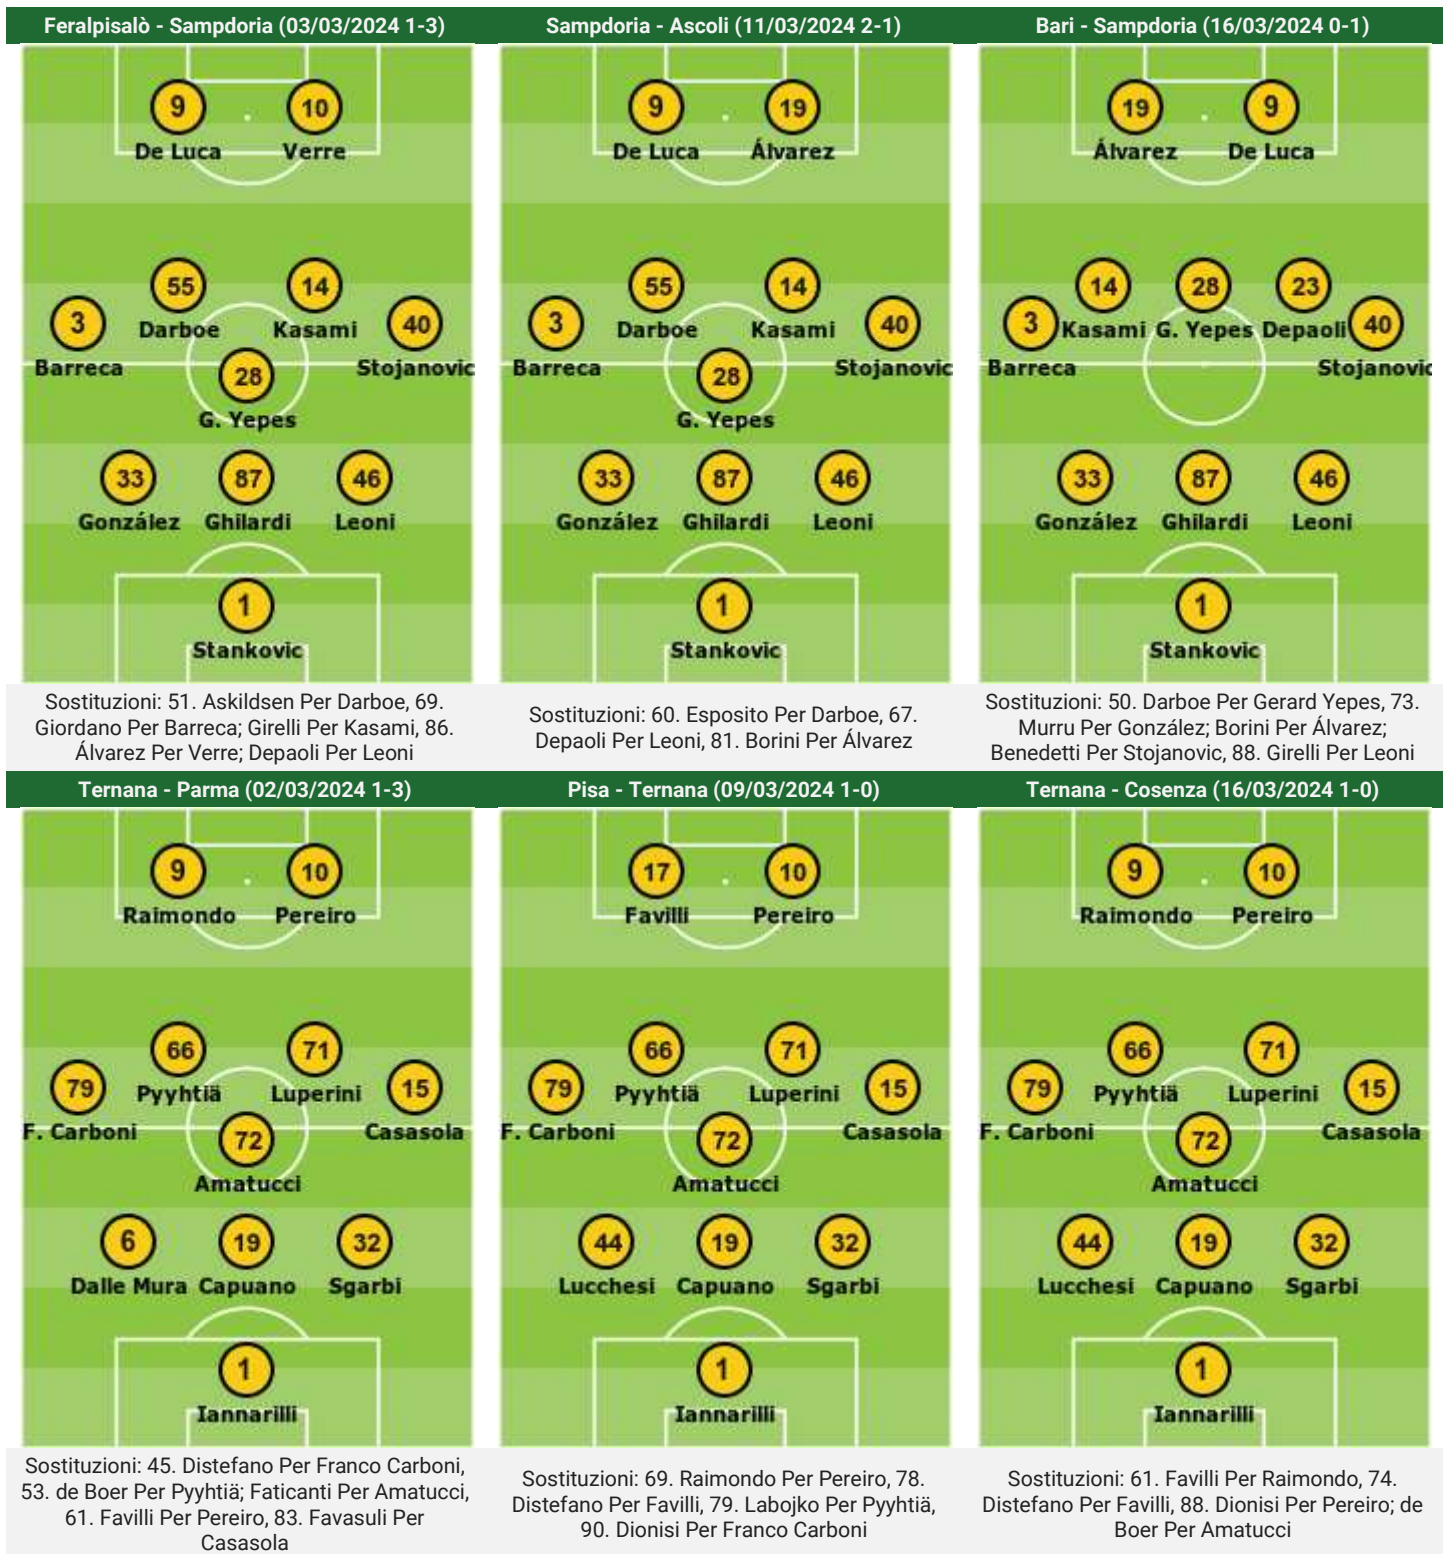 Feralpisalò - Sampdoria (03/03/2024 1-3)
9
10
De Luca
Verre
55
14
3
Darboe
Kasami
40
Barreca
28
Stojanovic
G. Yepes
33
87
46
González
Ghilardi
Leoni
1
Stankovic
Sostituzioni: 51. Askildsen Per Darboe, 69.
Giordano Per Barreca; Girelli Per Kasami, 86.
Álvarez Per Verre; Depaoli Per Leoni
Sampdoria - Ascoli (11/03/2024 2-1)
9
19
De Luca
Álvarez
55
14
3
Darboe
Kasami
40
Barreca
28
Stojanovic
G. Yepes
33
87
46
González
Ghilardi
Leoni
1
Stankovic
Sostituzioni: 60. Esposito Per Darboe, 67.
Depaoli Per Leoni, 81. Borini Per Álvarez
Bari - Sampdoria (16/03/2024 0-1)
19
9
Álvarez
De Luca
14
28
23
3
Kasami
G. Yepes
Depaoli
40
Barreca
Stojanovic
33
87
46
González
Ghilardi
Leoni
1
Stankovic
Sostituzioni: 50. Darboe Per Gerard Yepes, 73.
Murru Per González; Borini Per Álvarez;
Benedetti Per Stojanovic, 88. Girelli Per Leoni
Ternana - Parma (02/03/2024 1-3)
9
10
Raimondo
Pereiro
66
71
79
Pyyhtiä
Luperini
15
F. Carboni
72
Casasola
Amatucci
6
19
32
Dalle Mura
Capuano
Sgarbi
1
Iannarilli
Sostituzioni: 45. Distefano Per Franco Carboni,
53. de Boer Per Pyyhtiä; Faticanti Per Amatucci,
61. Favilli Per Pereiro, 83. Favasuli Per
Casasola
Pisa - Ternana (09/03/2024 1-0)
17
10
Favilli
Pereiro
66
71
79
Pyyhtiä
Luperini
15
F. Carboni
72
Casasola
Amatucci
44
19
32
Lucchesi
Capuano
Sgarbi
1
Iannarilli
Sostituzioni: 69. Raimondo Per Pereiro, 78.
Distefano Per Favilli, 79. Labojko Per Pyyhtiä,
90. Dionisi Per Franco Carboni
Ternana - Cosenza (16/03/2024 1-0)
9
10
Raimondo
Pereiro
66
71
79
Pyyhtiä
Luperini
15
F. Carboni
72
Casasola
Amatucci
44
19
32
Lucchesi
Capuano
Sgarbi
1
Iannarilli
Sostituzioni: 61. Favilli Per Raimondo, 74.
Distefano Per Favilli, 88. Dionisi Per Pereiro; de
Boer Per Amatucci